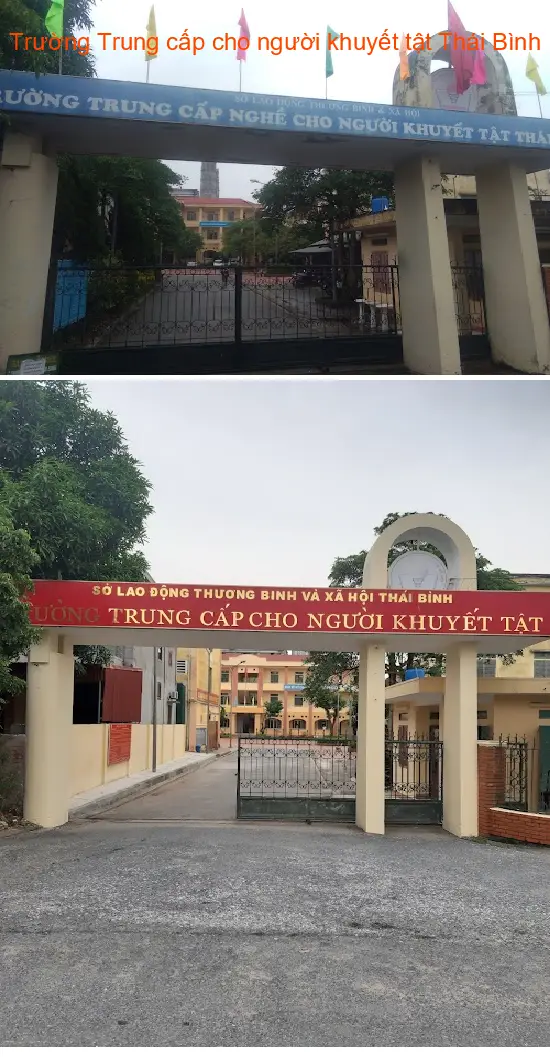 Trường Trung cấp cho người khuyết tật Thái Bình
SỞ LAO ĐỘNG THƯƠNG BINH & XÃ HỘI
RƯỜNG TRUNG CẤP NGHỀ CHO NGƯỜI KHUYẾT TẬT THÁI
SỞ LAO ĐỘNG THƯƠNG BINH VÀ XÃ HỘI THÁI BÌNH
ƯỜNG TRUNG CẤP CHO NGƯỜI KHUYẾT TẬT